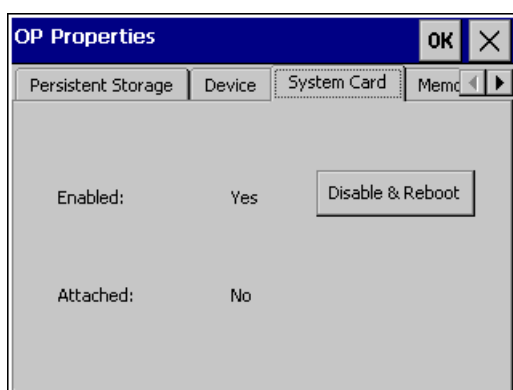 OP Properties OK
Persistent Storage Device System Card
Enabled: Yes Disable & Reboot
Attached: No